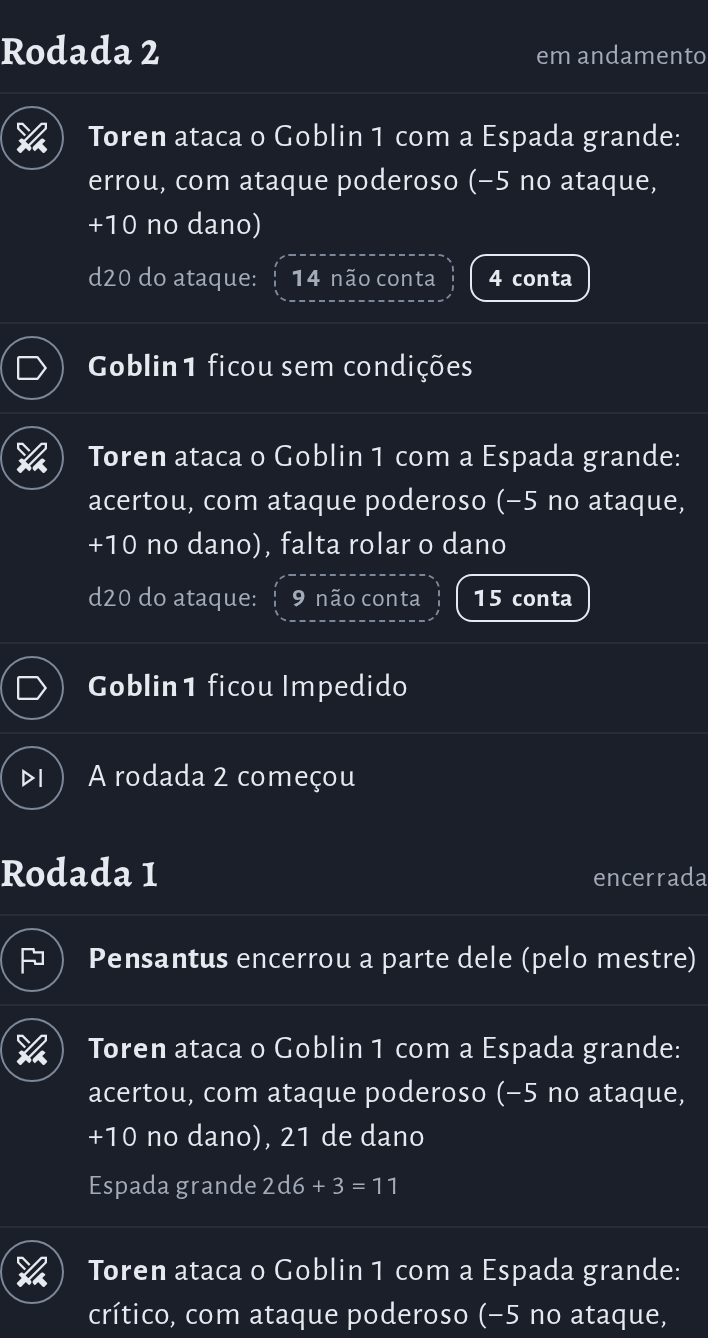 Rodada 2
em andamento
Toren ataca o Goblin 1 com a Espada grande:
errou, com ataque poderoso (−5 no ataque,
+10 no dano)
d20 do ataque: 14 não conta 4 conta
Goblin 1 ficou sem condições
Toren ataca o Goblin 1 com a Espada grande:
acertou, com ataque poderoso (−5 no ataque,
+10 no dano), falta rolar o dano
d20 do ataque: 9 não conta 15 conta
Goblin 1 ficou Impedido
A rodada 2 começou
Rodada 1
encerrada
Pensantus encerrou a parte dele (pelo mestre)
Toren ataca o Goblin 1 com a Espada grande:
acertou, com ataque poderoso (−5 no ataque,
+10 no dano), 21 de dano
Espada grande 2d6 + 3 = 11
Toren ataca o Goblin 1 com a Espada grande:
crítico, com ataque poderoso (−5 no ataque,